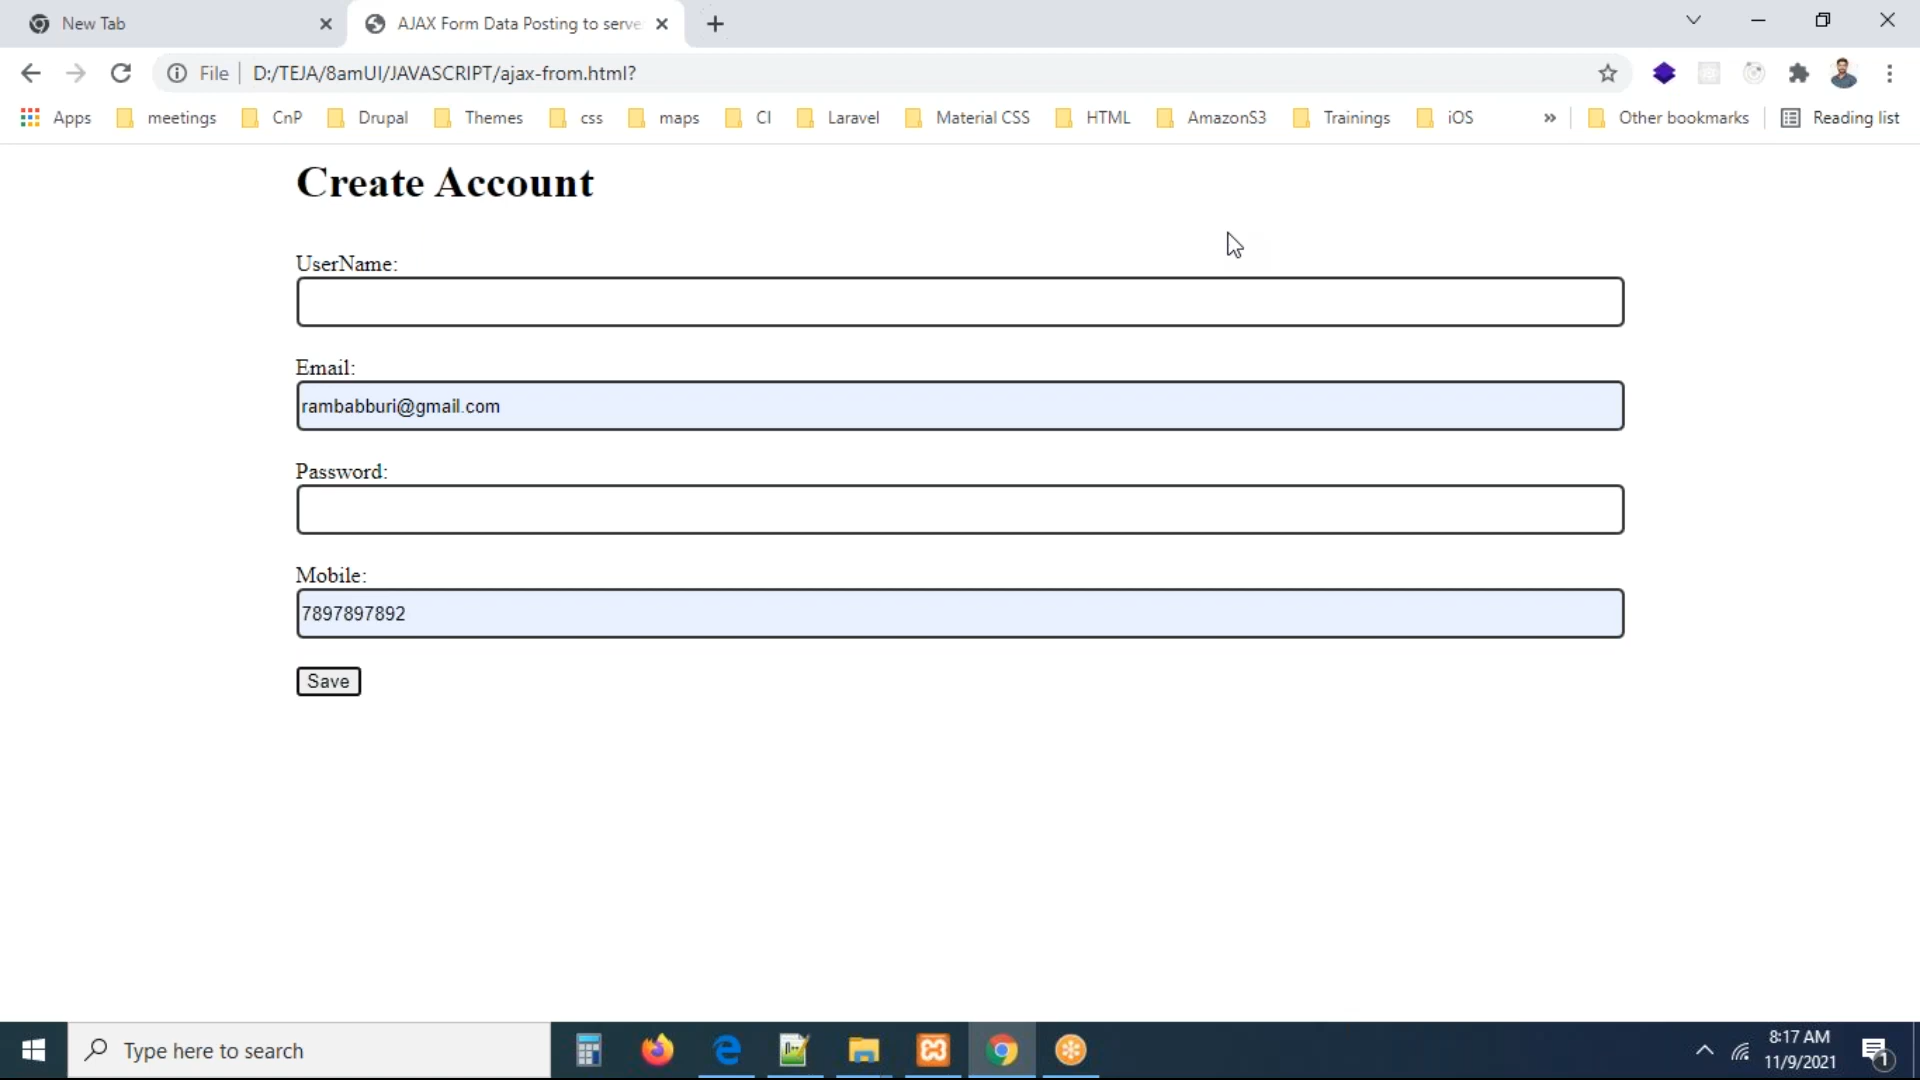 New Tab
AJAX Form Data Posting to serve
File D:/TEJA/8amUI/JAVASCRIPT/ajax-from.html?
Apps meetings CnP Drupal Themes css maps CI Laravel Material CSS HTML AmazonS3 Trainings iOS » Other bookmarks Reading list
Create Account
UserName:
Email:
rambabburi@gmail.com
Password:
Mobile:
7897897892
Save
Type here to search
8:17 AM
11/9/2021
1